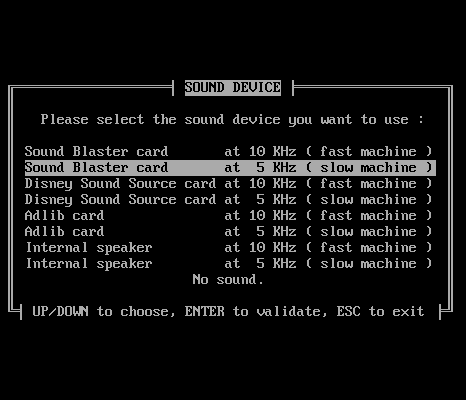 SOUND DEVICE
Please select the sound device you want to use :
Sound Blaster card at 10 KHz ( fast machine )
Sound Blaster card at 5 KHz ( slow machine )
Disney Sound Source card at 10 KHz ( fast machine )
Disney Sound Source card at 5 KHz ( slow machine )
Adlib card at 10 KHz ( fast machine )
Adlib card at 5 KHz ( slow machine )
Internal speaker at 10 KHz ( fast machine )
Internal speaker at 5 KHz ( slow machine )
No sound.
UP/DOWN to choose, ENTER to validate, ESC to exit